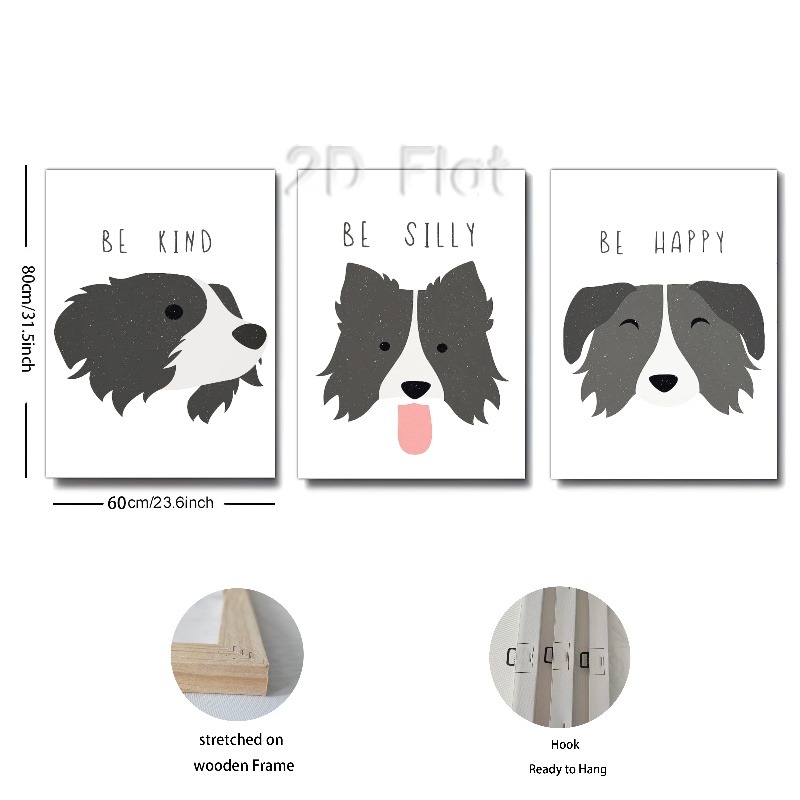 2D Flat
BE KIND
BE SILLY
BE HAPPY
80cm/31.5inch
60cm/23.6inch
stretched on
wooden Frame
Hook
Ready to Hang